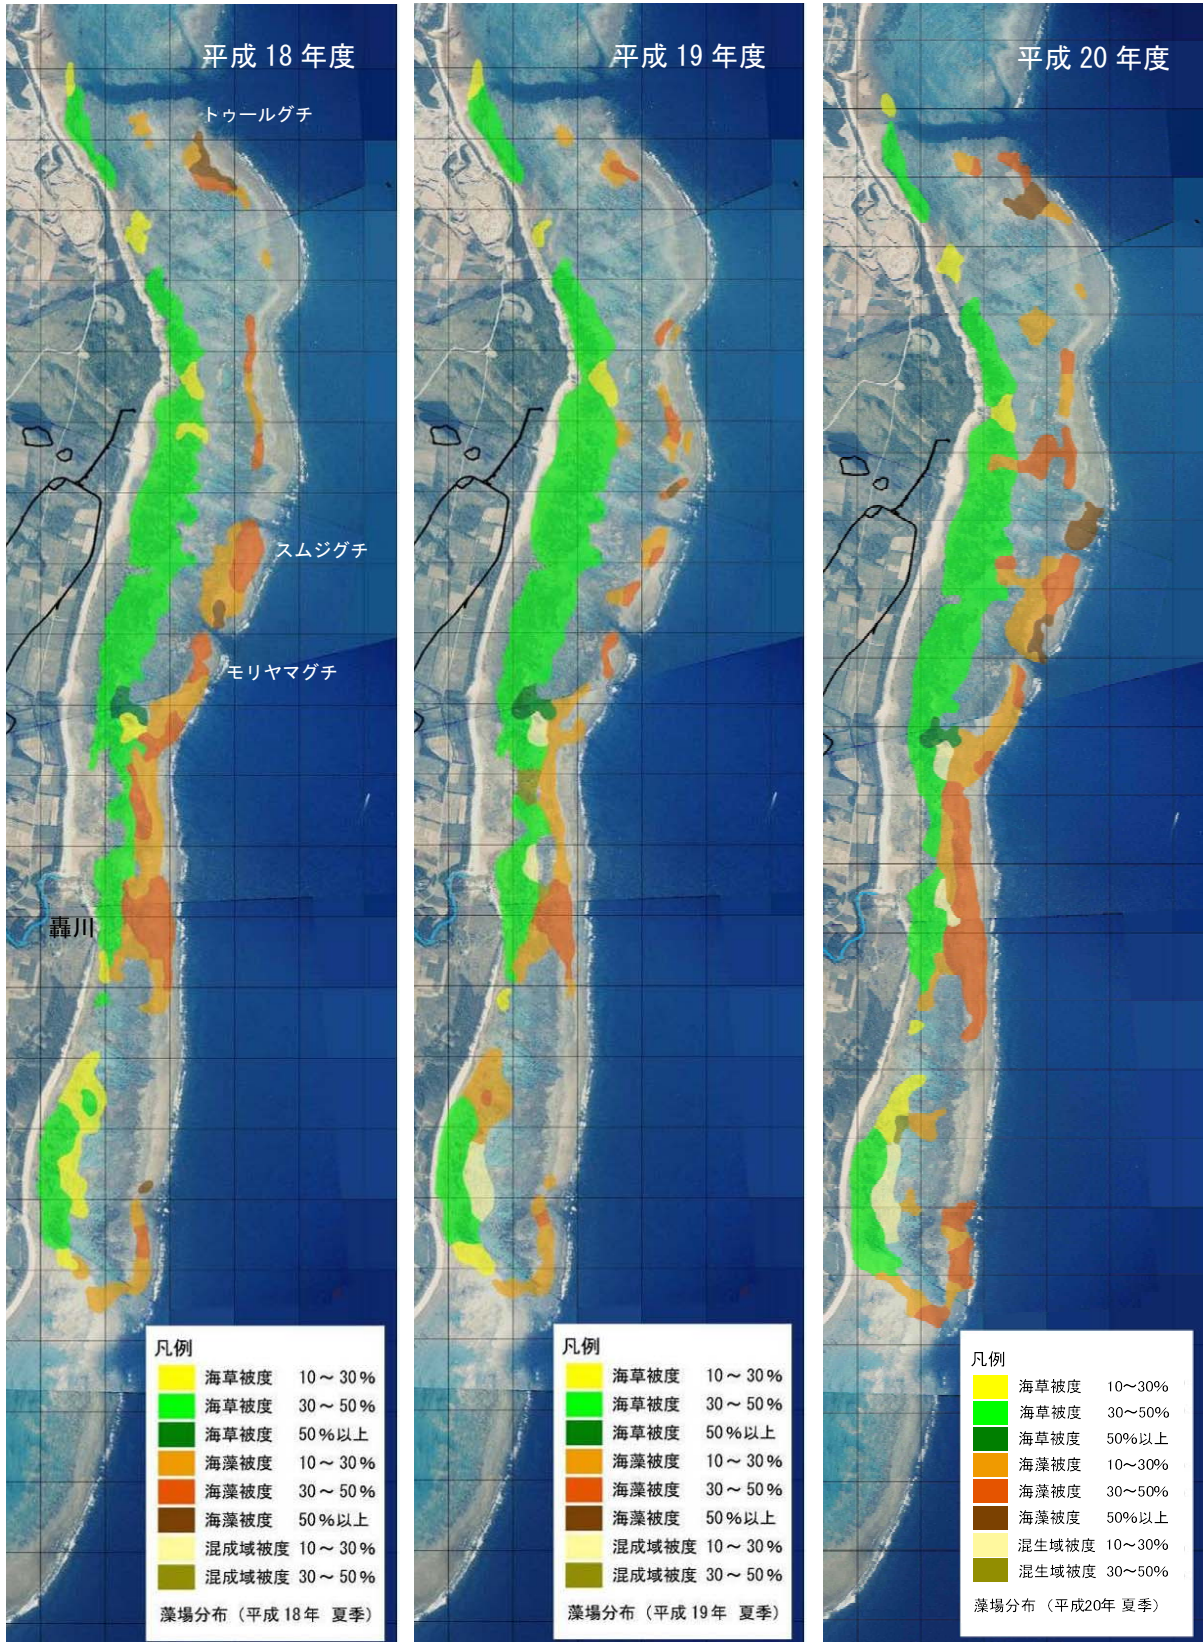 平成 18 年度
トゥールグチ
スムジグチ
モリヤマグチ
轟川
凡例
海草被度 10～30%
海草被度 30～50%
海草被度 50%以上
海藻被度 10～30%
海藻被度 30～50%
海藻被度 50%以上
混成域被度 10～30%
混成域被度 30～50%
藻場分布（平成 18年 夏季）
平成 19 年度
凡例
海草被度 10～30%
海草被度 30～50%
海草被度 50%以上
海藻被度 10～30%
海藻被度 30～50%
海藻被度 50%以上
混成域被度 10～30%
混成域被度 30～50%
藻場分布（平成 19年 夏季）
平成 20 年度
凡例
海草被度 10～30%
海草被度 30～50%
海草被度 50%以上
海藻被度 10～30%
海藻被度 30～50%
海藻被度 50%以上
混生域被度 10～30%
混生域被度 30～50%
藻場分布（平成20年 夏季）